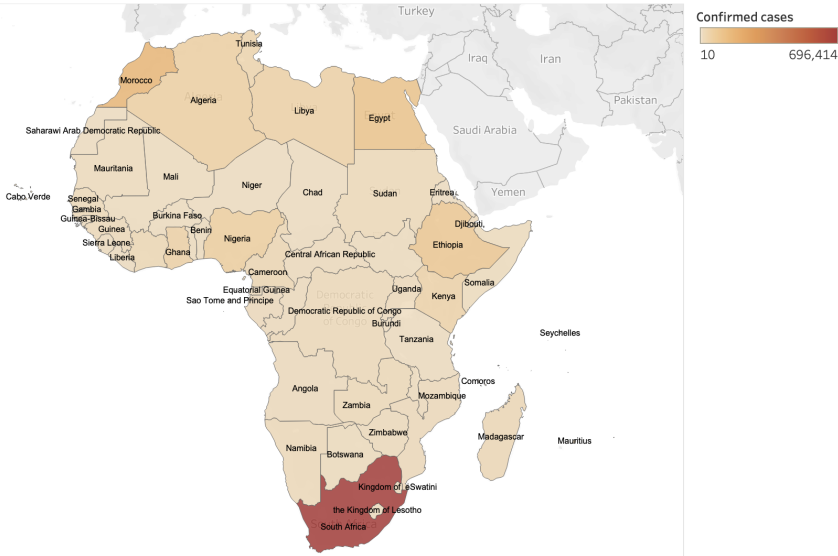 Turkey
Confirmed cases
10 696,414
Tunisia
Iraq
Iran
Morocco
Algeria
Libya
Egypt
Pakistan
Saudi Arabia
Saharawi Arab Democratic Republic
Mauritania
Mali
Niger
Chad
Sudan
Eritrea
Yemen
Cabo Verde
Senegal
Gambia
Guinea-Bissau
Burkina Faso
Guinea
Benin
Djibouti
Sierra Leone
Nigeria
Ethiopia
Liberia
Ghana
Central African Republic
Cameroon
Somalia
Equatorial Guinea
Uganda
Kenya
Sao Tome and Principe
Democratic
Democratic Republic of Congo
of Congo
Burundi
Seychelles
Tanzania
Comoros
Angola
Mozambique
Zambia
Zimbabwe
Madagascar
Mauritius
Namibia
Botswana
Kingdom of eSwatini
the Kingdom of Lesotho
South Africa